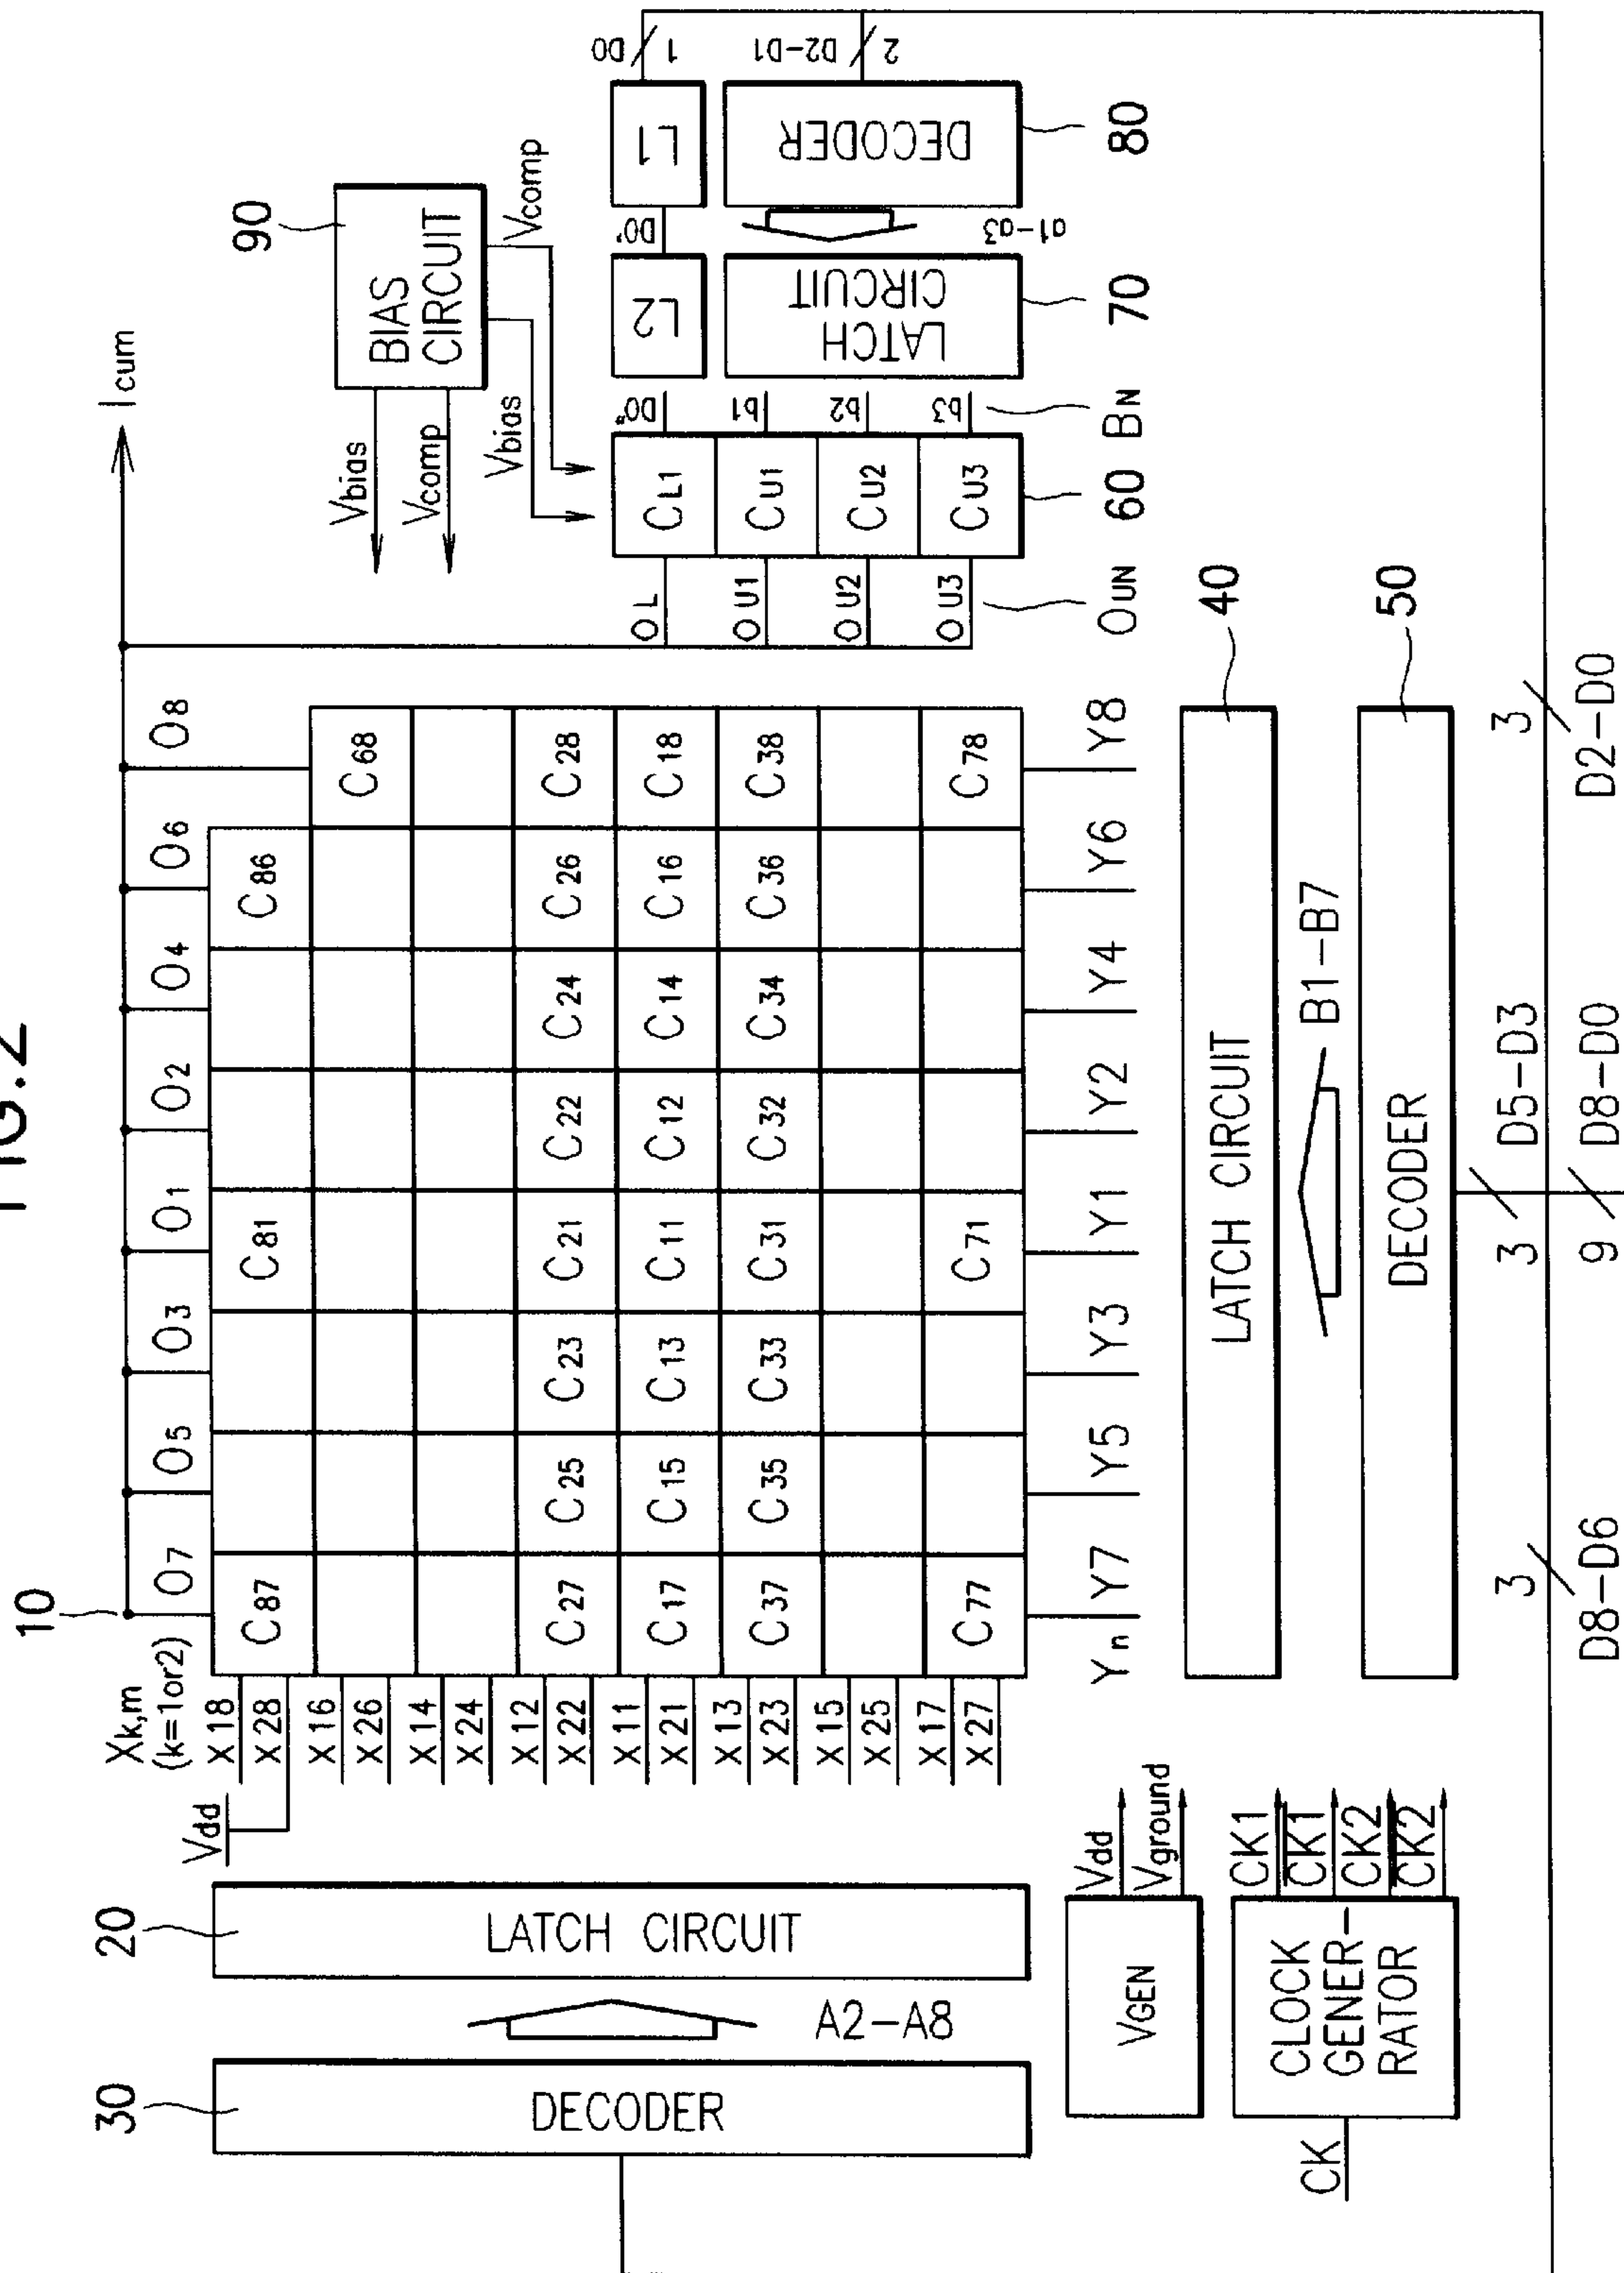 FIG.2
10
Icum
Xk,m
(k=1or2)
O7 O5 O3 O1 O2 O4 O6 O8
90
BIAS
CIRCUIT
Vbias
Vcomp
Vbias
Vcomp
Vdd
X18
X28
X16
X26
X14
X24
X12
X22
X11
X21
X13
X23
X15
X25
X17
X27
C87 C81 C86
C68
C27 C25 C23 C21 C22 C24 C26 C28
C17 C15 C13 C11 C12 C14 C16 C18
C37 C35 C33 C31 C32 C34 C36 C38
C77 C71 C78
Yn Y7 Y5 Y3 Y1 Y2 Y4 Y6 Y8
OL
OU1
OU2
OU3
OUN
CL1
CU1
CU2
CU3
60
D0"
b1
b2
b3
BN
L2
LATCH
CIRCUIT
70
D0'
a1-a3
L1
DECODER
80
D0
1
D2-D1
2
20
LATCH CIRCUIT
A2-A8
30
DECODER
40
LATCH CIRCUIT
B1-B7
50
DECODER
VGEN
Vdd
Vground
CK
CLOCK
GENER-
RATOR
CK1
CK1
CK2
CK2
3
D8-D6
3 D5-D3
9 D8-D0
3
D2-D0